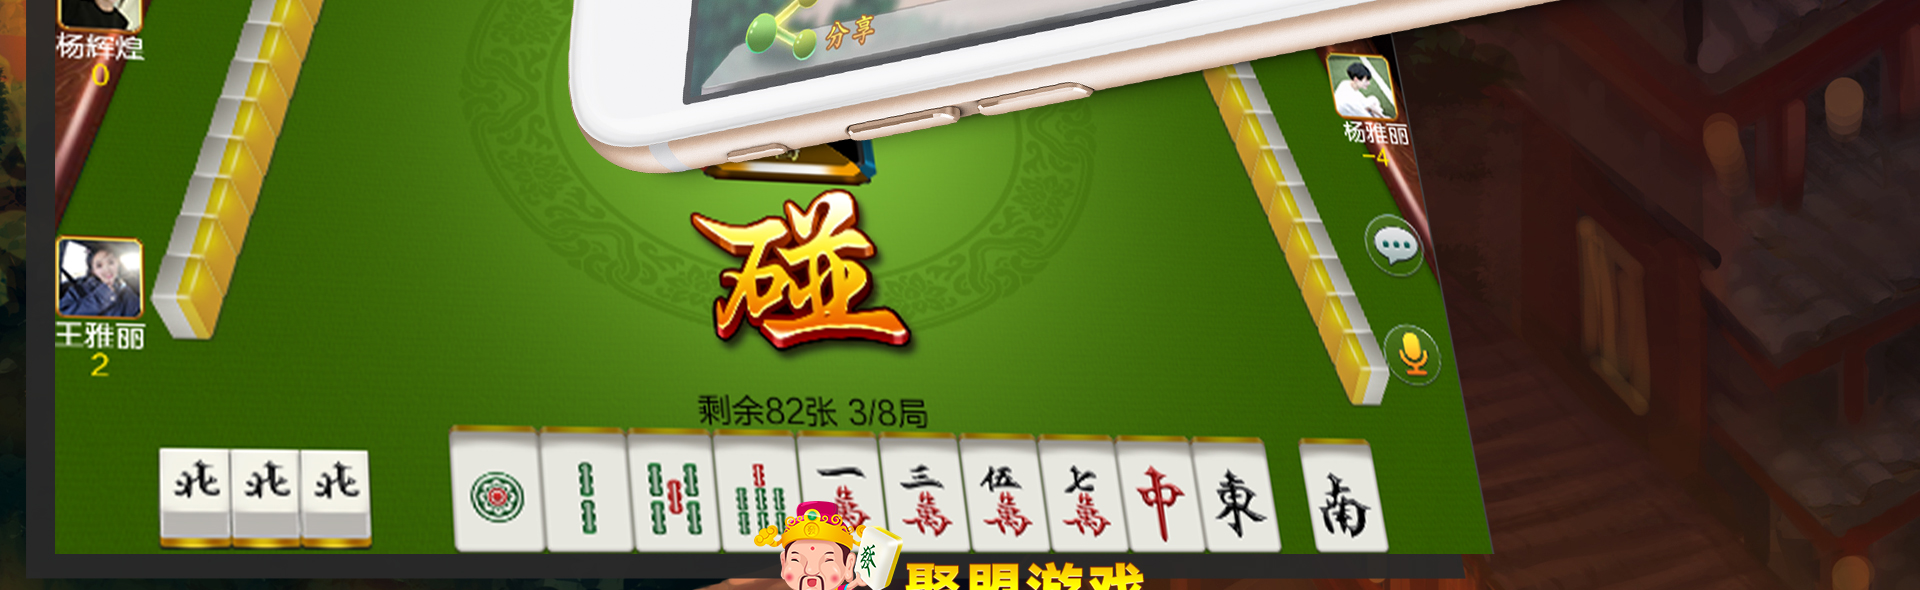 分享
杨辉煌
0
杨雅丽
-4
碰
王雅丽
2
剩余82张 3/8局
北 北 北 一萬 三萬 伍萬 七萬 中 東 南
發
聚盟游戏